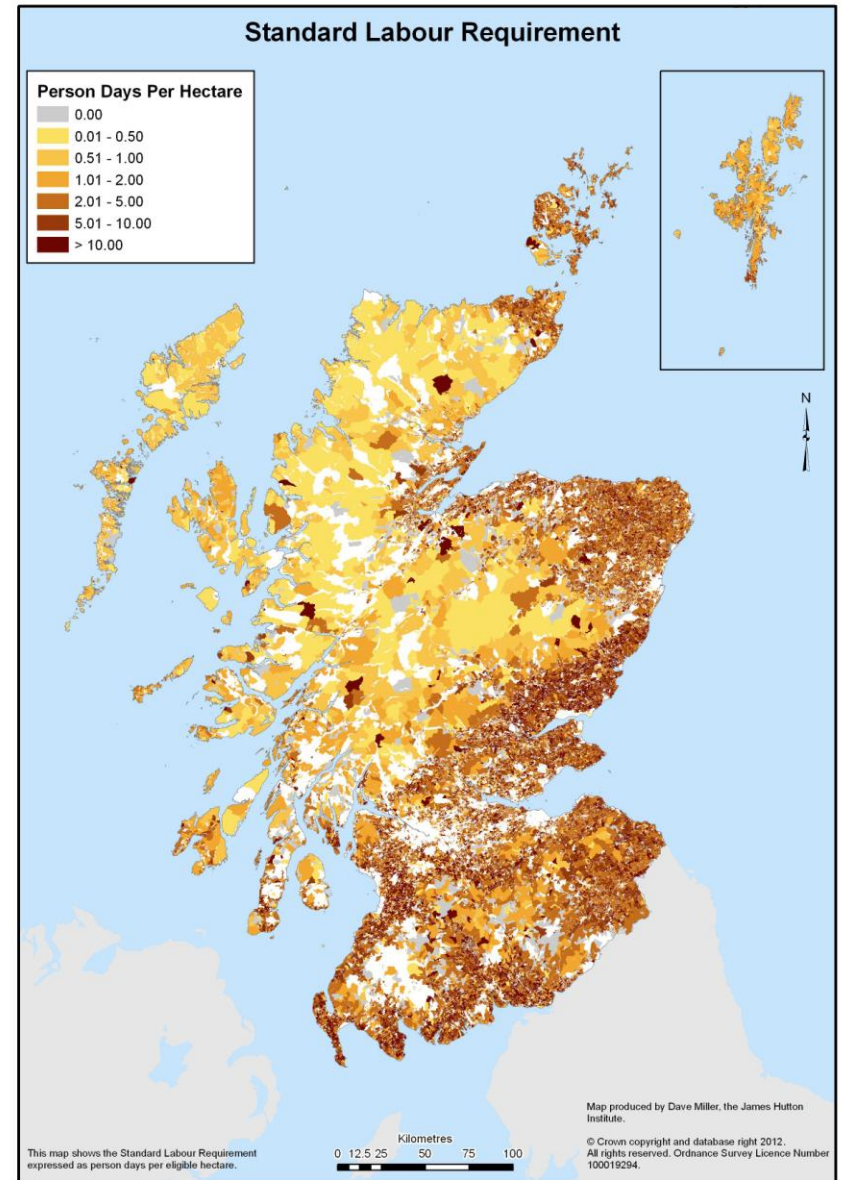 Standard Labour Requirement
Person Days Per Hectare
0.00
0.01 - 0.50
0.51 - 1.00
1.01 - 2.00
2.01 - 5.00
5.01 - 10.00
> 10.00
N
Map produced by Dave Miller, the James Hutton
Institute.
© Crown copyright and database right 2012.
All rights reserved. Ordnance Survey Licence Number
100019294.
Kilometres
0 12.5 25 50 75 100
This map shows the Standard Labour Requirement
expressed as person days per eligible hectare.